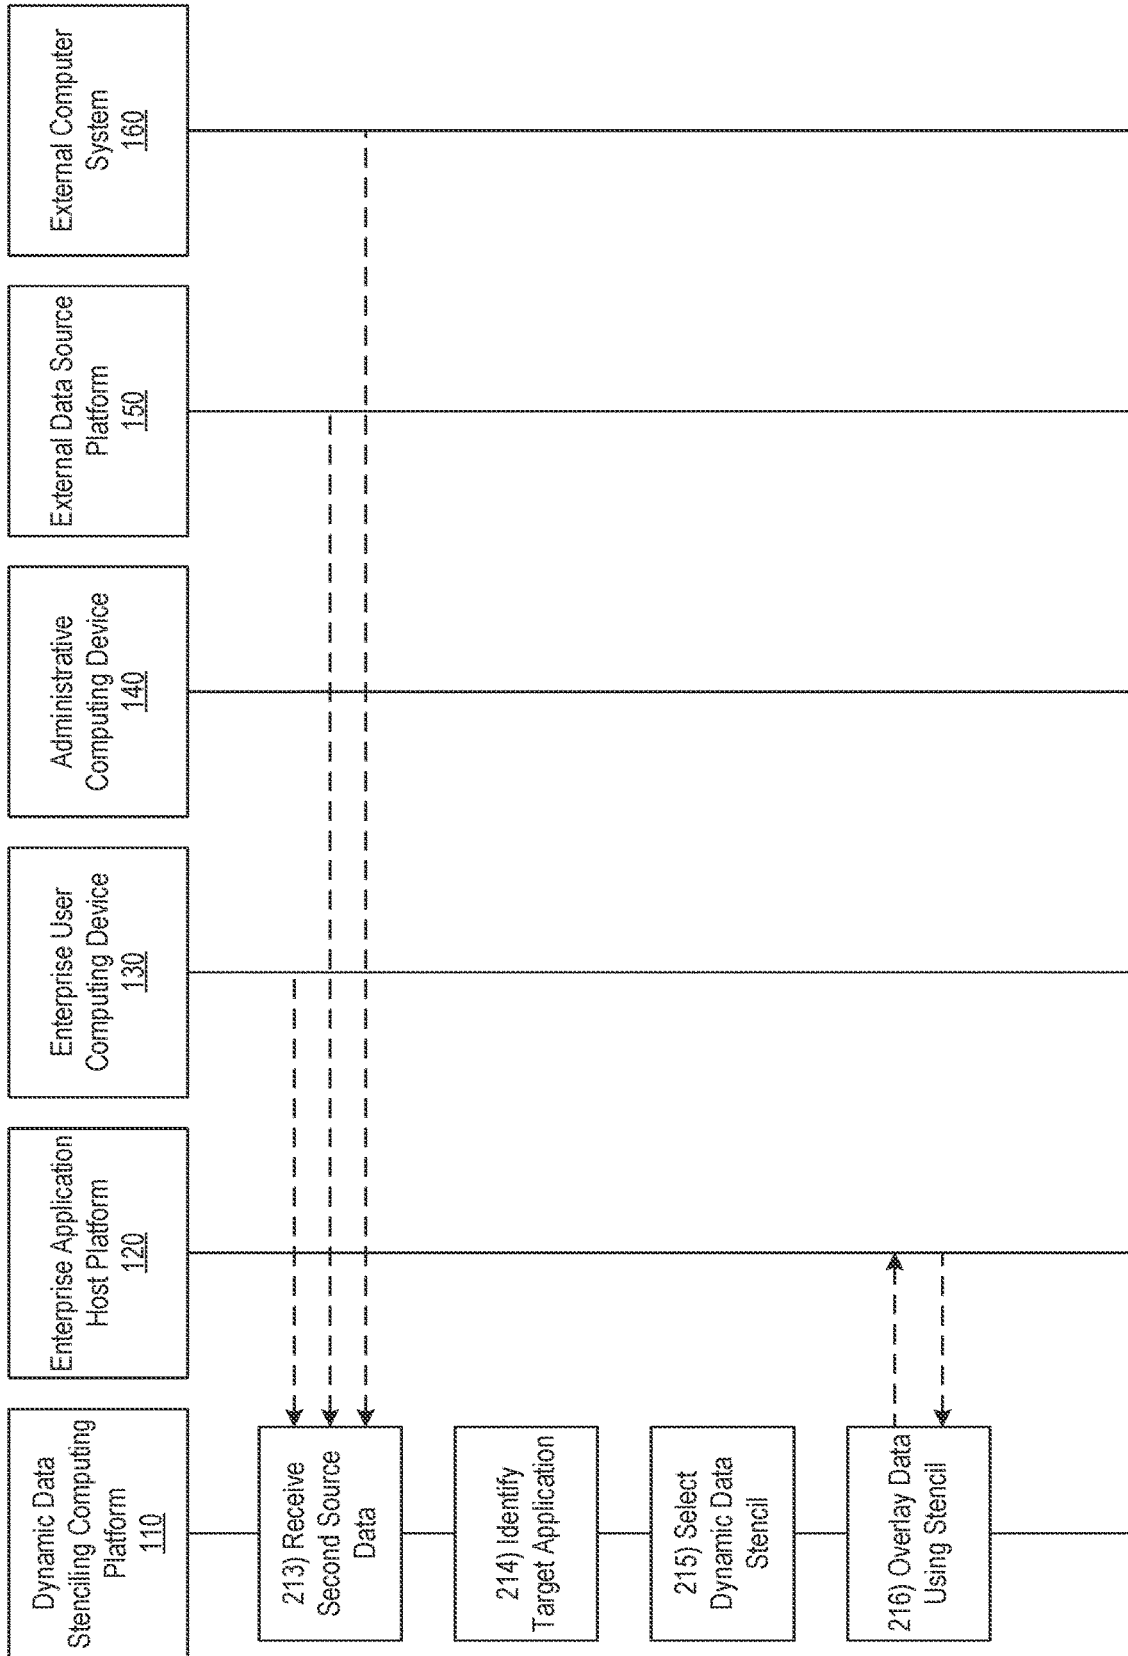 Dynamic Data
Stenciling Computing
Platform
110
Enterprise Application
Host Platform
120
Enterprise User
Computing Device
130
Administrative
Computing Device
140
External Data Source
Platform
150
External Computer
System
160
213) Receive
Second Source
Data
214) Identify
Target Application
215) Select
Dynamic Data
Stencil
216) Overlay Data
Using Stencil